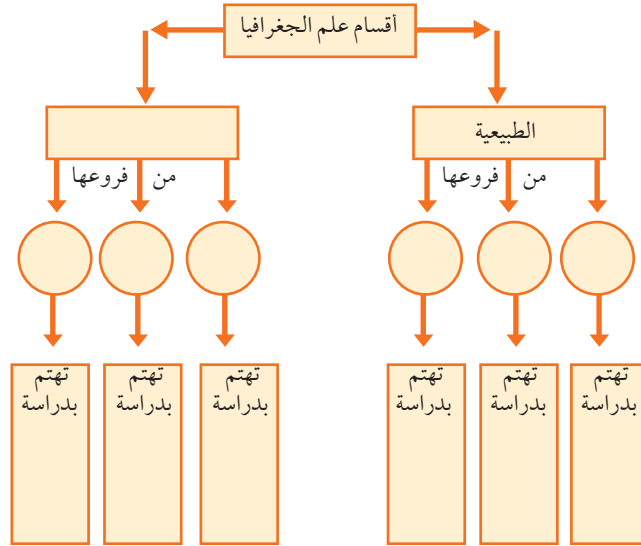 أقسام علم الجغرافيا
الطبيعية
من فروعها
من فروعها
تهتم
بدراسة
تهتم
بدراسة
تهتم
بدراسة
تهتم
بدراسة
تهتم
بدراسة
تهتم
بدراسة